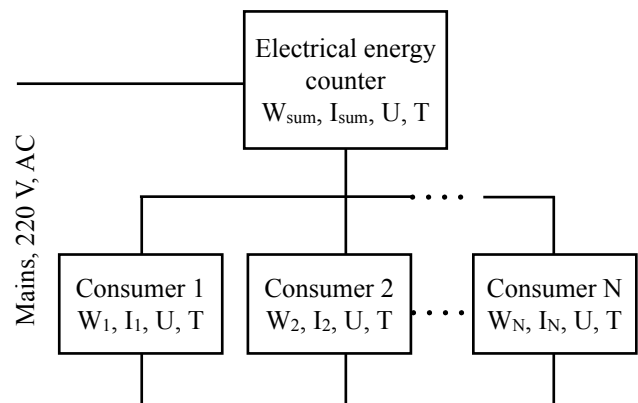 Electrical energy
counter
W_sum, I_sum, U, T
Mains, 220 V, AC
Consumer 1
W₁, I₁, U, T
Consumer 2
W₂, I₂, U, T
Consumer N
W_N, I_N, U, T